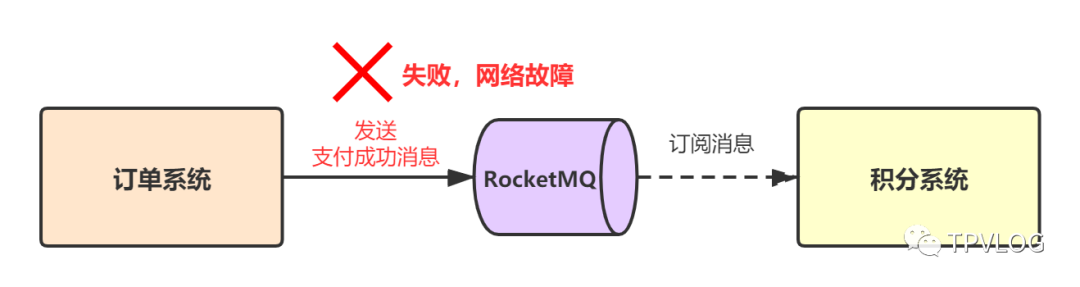 失败，网络故障
发送
支付成功消息
订单系统
RocketMQ
订阅消息
积分系统
TPVLOG